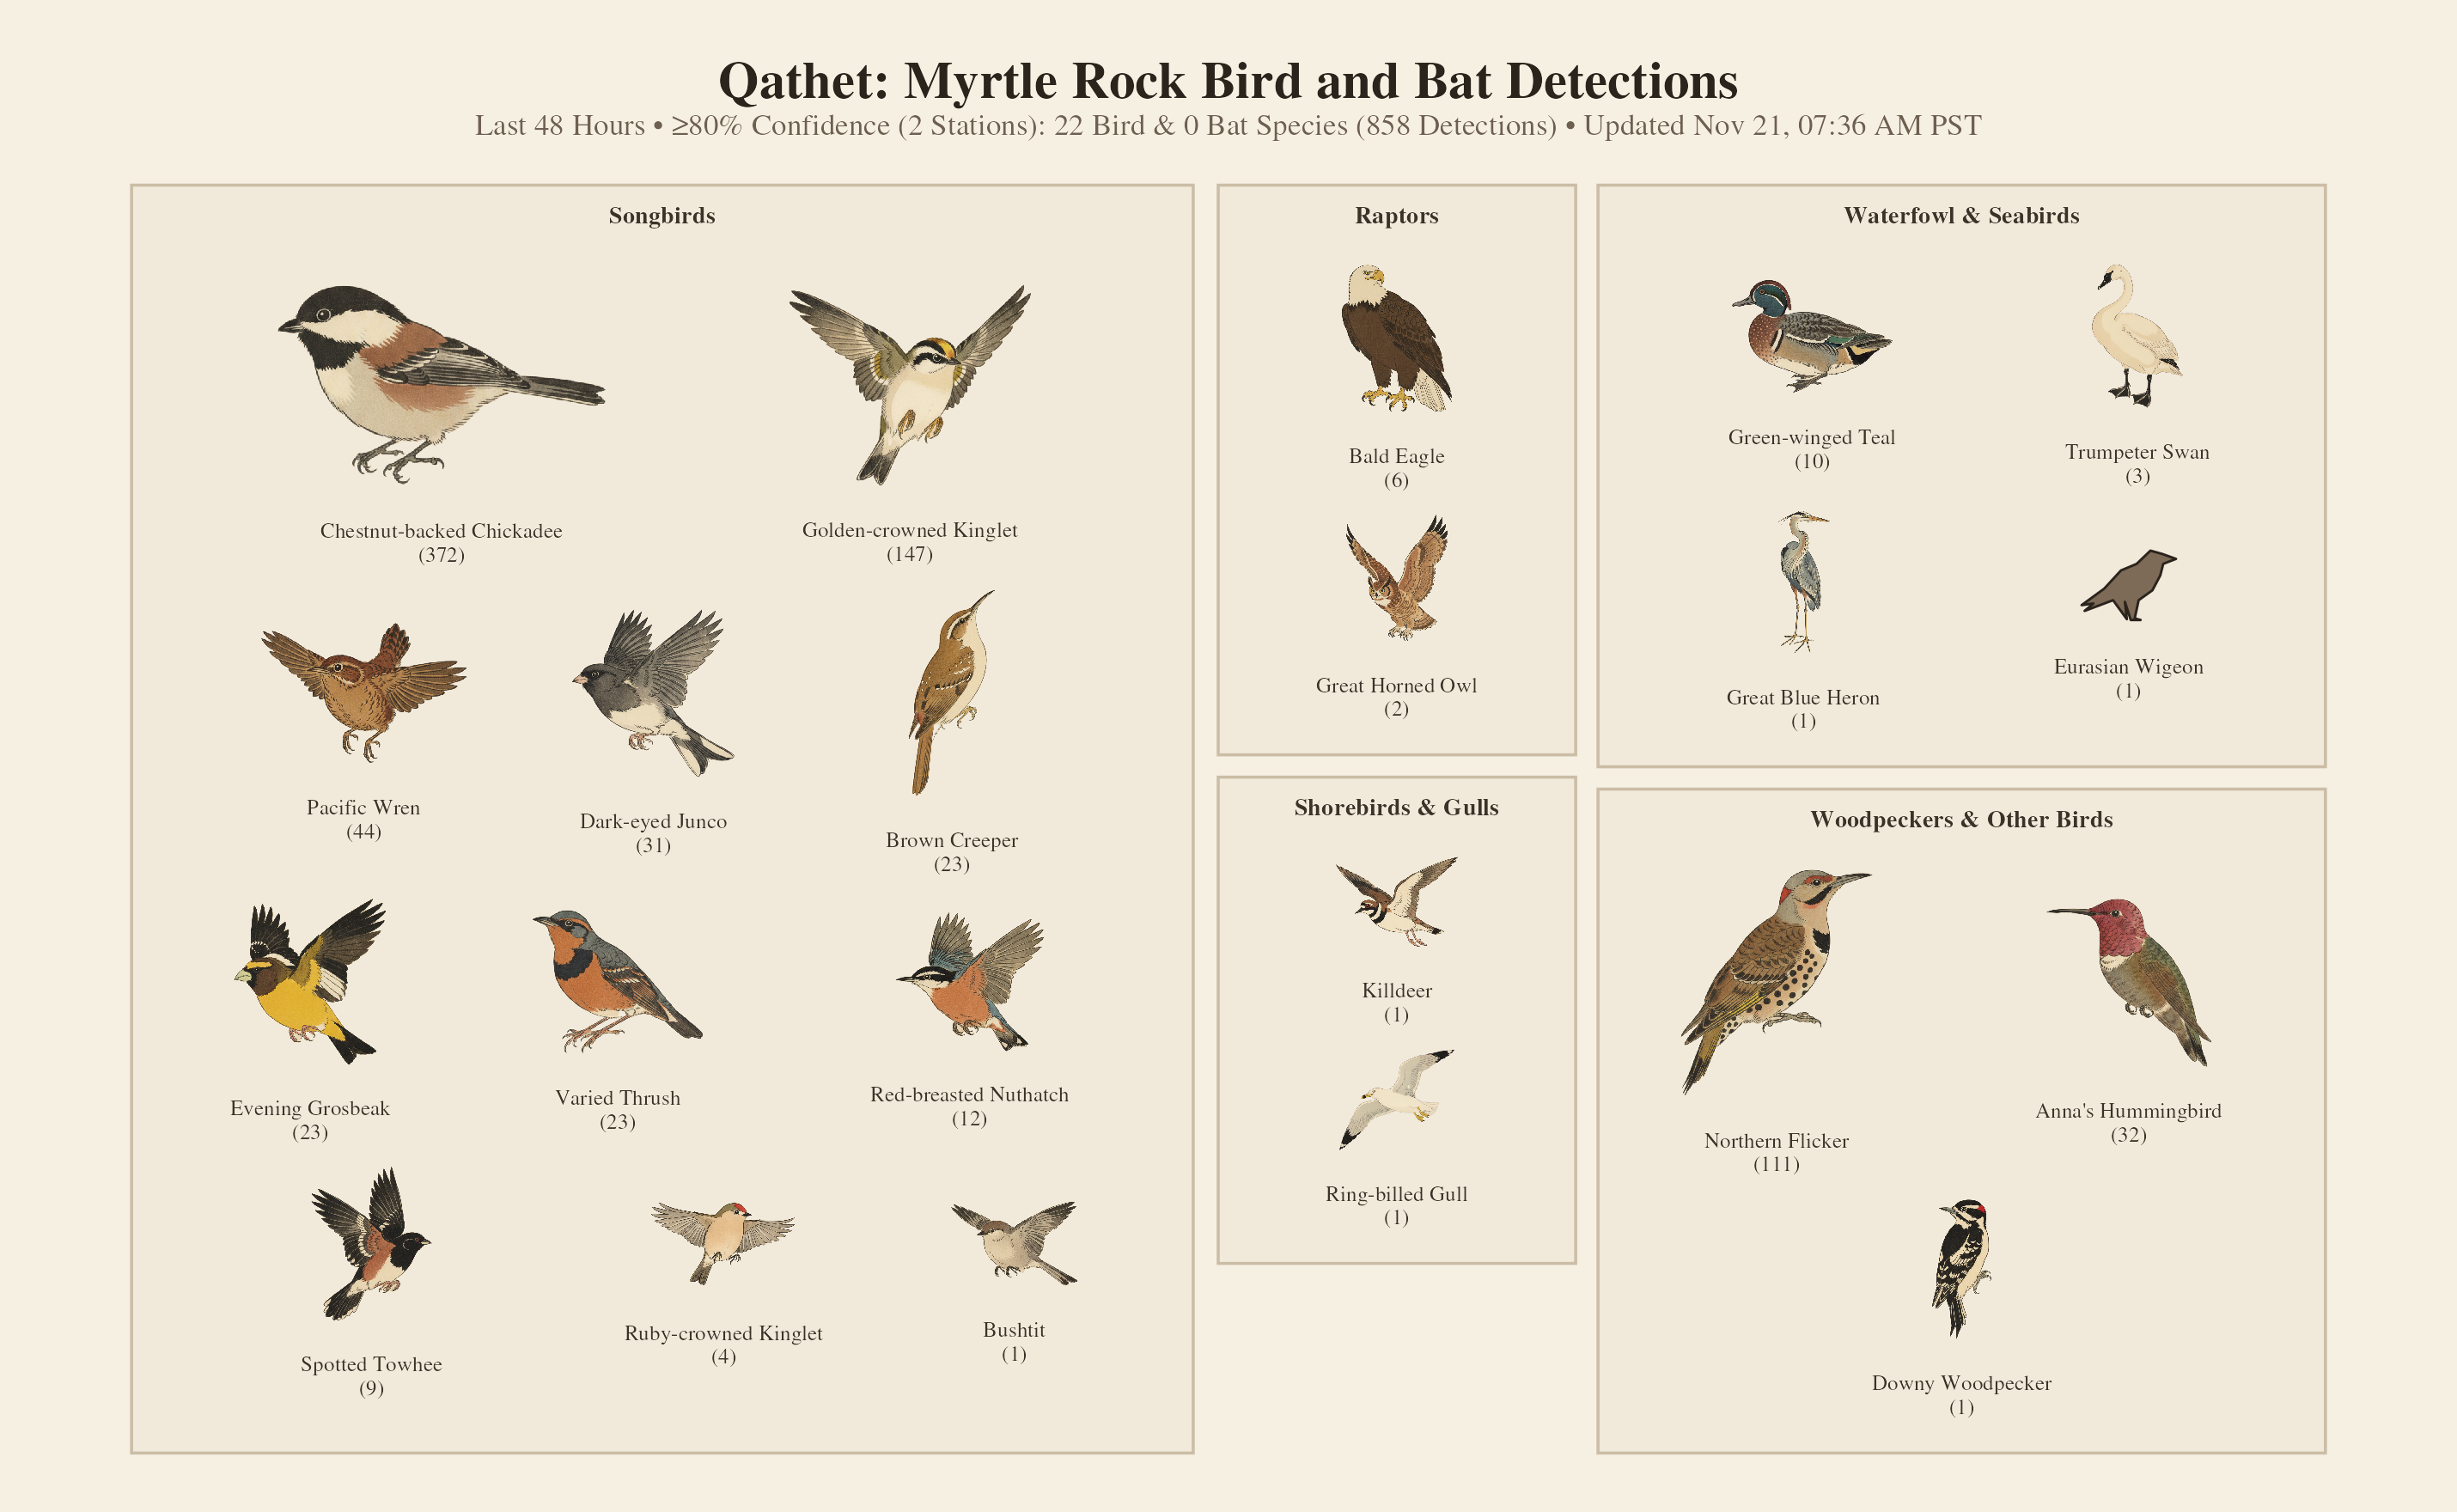 Qathet: Myrtle Rock Bird and Bat Detections
Last 48 Hours • ≥80% Confidence (2 Stations): 22 Bird & 0 Bat Species (858 Detections) • Updated Nov 21, 07:36 AM PST
Songbirds
Chestnut-backed Chickadee
(372)
Golden-crowned Kinglet
(147)
Pacific Wren
(44)
Dark-eyed Junco
(31)
Brown Creeper
(23)
Evening Grosbeak
(23)
Varied Thrush
(23)
Red-breasted Nuthatch
(12)
Spotted Towhee
(9)
Ruby-crowned Kinglet
(4)
Bushtit
(1)
Raptors
Bald Eagle
(6)
Great Horned Owl
(2)
Shorebirds & Gulls
Killdeer
(1)
Ring-billed Gull
(1)
Waterfowl & Seabirds
Green-winged Teal
(10)
Trumpeter Swan
(3)
Great Blue Heron
(1)
Eurasian Wigeon
(1)
Woodpeckers & Other Birds
Northern Flicker
(111)
Anna's Hummingbird
(32)
Downy Woodpecker
(1)